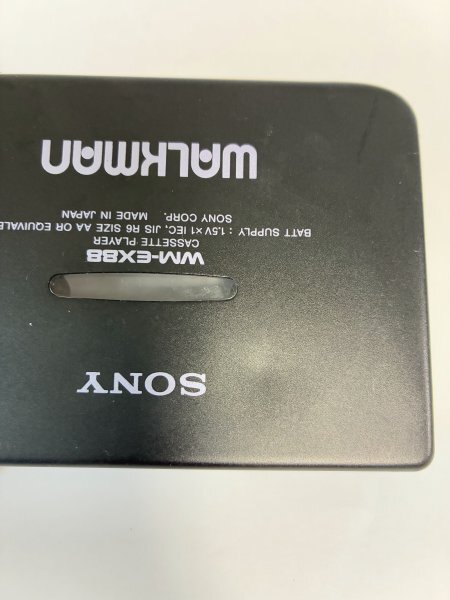 SONY
WM-EX88
CASSETTE PLAYER
BATT SUPPLY : 1.5V×1 IEC, JIS R6 SIZE AA OR EQUIVALE
SONY CORP. MADE IN JAPAN
WALKMAN